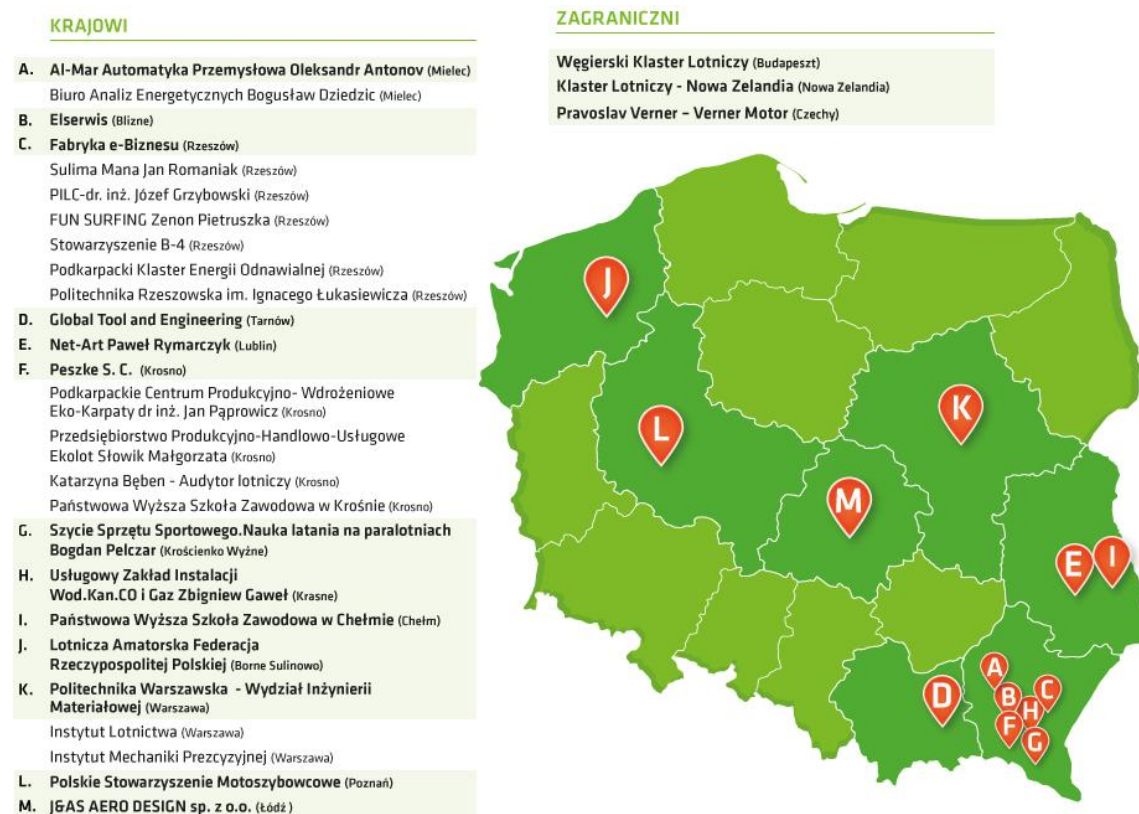 KRAJOWI
A. Al-Mar Automatyka Przemysłowa Oleksandr Antonov (Mielec)
Biuro Analiz Energetycznych Bogusław Dziedzic (Mielec)
B. Elserwis (Blizne)
C. Fabryka e-Biznesu (Rzeszów)
Sulima Mana Jan Romaniak (Rzeszów)
PILC-dr. inż. Józef Grzybowski (Rzeszów)
FUN SURFING Zenon Pietruszka (Rzeszów)
Stowarzyszenie B-4 (Rzeszów)
Podkarpacki Klaster Energii Odnawialnej (Rzeszów)
Politechnika Rzeszowska im. Ignacego Łukasiewicza (Rzeszów)
D. Global Tool and Engineering (Tarnów)
E. Net-Art Paweł Rymarczyk (Lublin)
F. Peszke S. C. (Krosno)
Podkarpackie Centrum Produkcyjno- Wdrożeniowe
Eko-Karpaty dr inż. Jan Pąprowicz (Krosno)
Przedsiębiorstwo Produkcyjno-Handlowo-Usługowe
Ekolot Słowik Małgorzata (Krosno)
Katarzyna Bęben - Audytor lotniczy (Krosno)
Państwowa Wyższa Szkoła Zawodowa w Krośnie (Krosno)
G. Szycie Sprzętu Sportowego.Nauka latania na paralotniach
Bogdan Pelczar (Krościenko Wyżne)
H. Usługowy Zakład Instalacji
Wod.Kan.CO i Gaz Zbigniew Gaweł (Krasne)
I. Państwowa Wyższa Szkoła Zawodowa w Chełmie (Chełm)
J. Lotnicza Amatorska Federacja
Rzeczypospolitej Polskiej (Borne Sulinowo)
K. Politechnika Warszawska - Wydział Inżynierii
Materiałowej (Warszawa)
Instytut Lotnictwa (Warszawa)
Instytut Mechaniki Prezcyzyjnej (Warszawa)
L. Polskie Stowarzyszenie Motoszybowcowe (Poznań)
M. J&AS AERO DESIGN sp. z o.o. (Łódź )
ZAGRANICZNI
Węgierski Klaster Lotniczy (Budapeszt)
Klaster Lotniczy - Nowa Zelandia (Nowa Zelandia)
Pravoslav Verner – Verner Motor (Czechy)
J
K
L
M
E
I
A
B
C
D
H
F
G